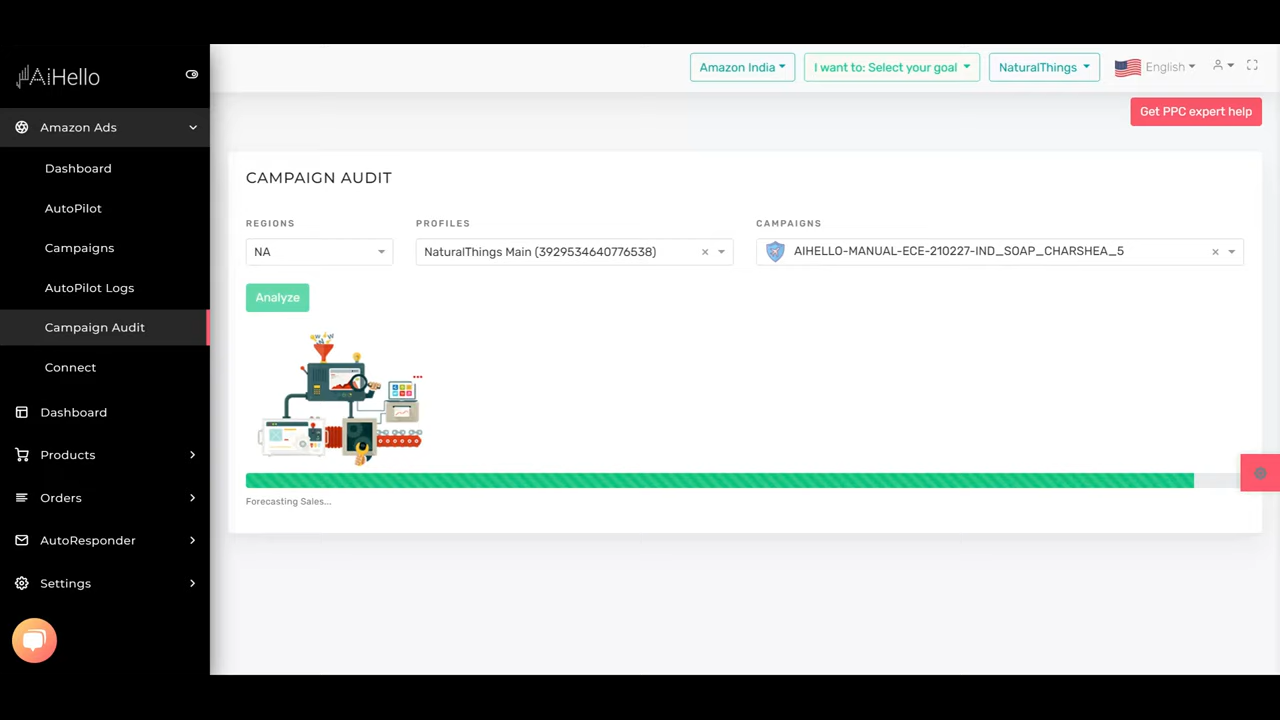 AiHello
Amazon India
I want to: Select your goal
NaturalThings
English
Get PPC expert help
Amazon Ads
Dashboard
AutoPilot
Campaigns
AutoPilot Logs
Campaign Audit
Connect
Dashboard
Products
Orders
AutoResponder
Settings
CAMPAIGN AUDIT
REGIONS
PROFILES
CAMPAIGNS
NA
NaturalThings Main (3929534640776538)
AIHELLO-MANUAL-ECE-210227-IND_SOAP_CHARSHEA_5
Analyze
Forecasting Sales...